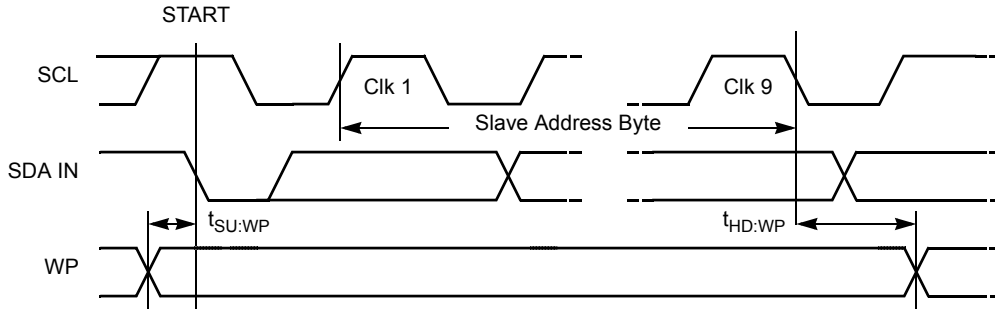 START
SCL
Clk 1
Clk 9
Slave Address Byte
SDA IN
tSU:WP
tHD:WP
WP